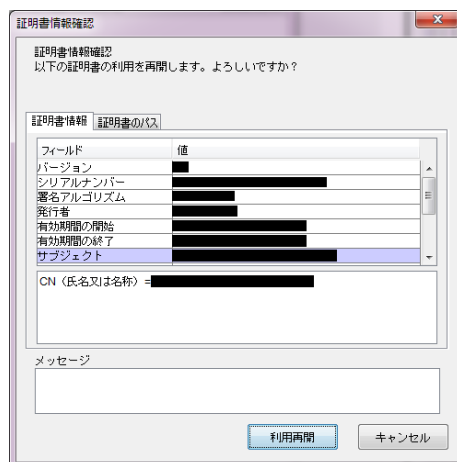 証明書情報確認
証明書情報確認
以下の証明書の利用を再開します。よろしいですか?
証明書情報 証明書のパス
フィールド 値
バージョン
シリアルナンバー
署名アルゴリズム
発行者
有効期間の開始
有効期間の終了
サブジェクト
CN（氏名又は名称）=
メッセージ
利用再開 キャンセル